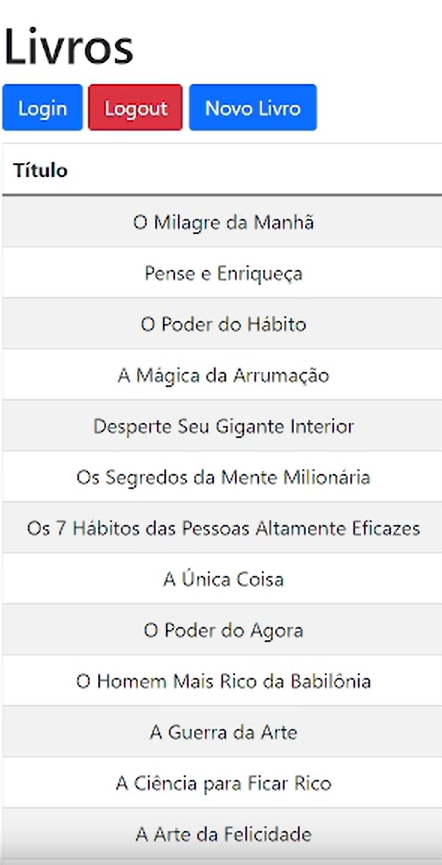 Livros
Login Logout Novo Livro
Título
O Milagre da Manhã
Pense e Enriqueça
O Poder do Hábito
A Mágica da Arrumação
Desperte Seu Gigante Interior
Os Segredos da Mente Milionária
Os 7 Hábitos das Pessoas Altamente Eficazes
A Única Coisa
O Poder do Agora
O Homem Mais Rico da Babilônia
A Guerra da Arte
A Ciência para Ficar Rico
A Arte da Felicidade